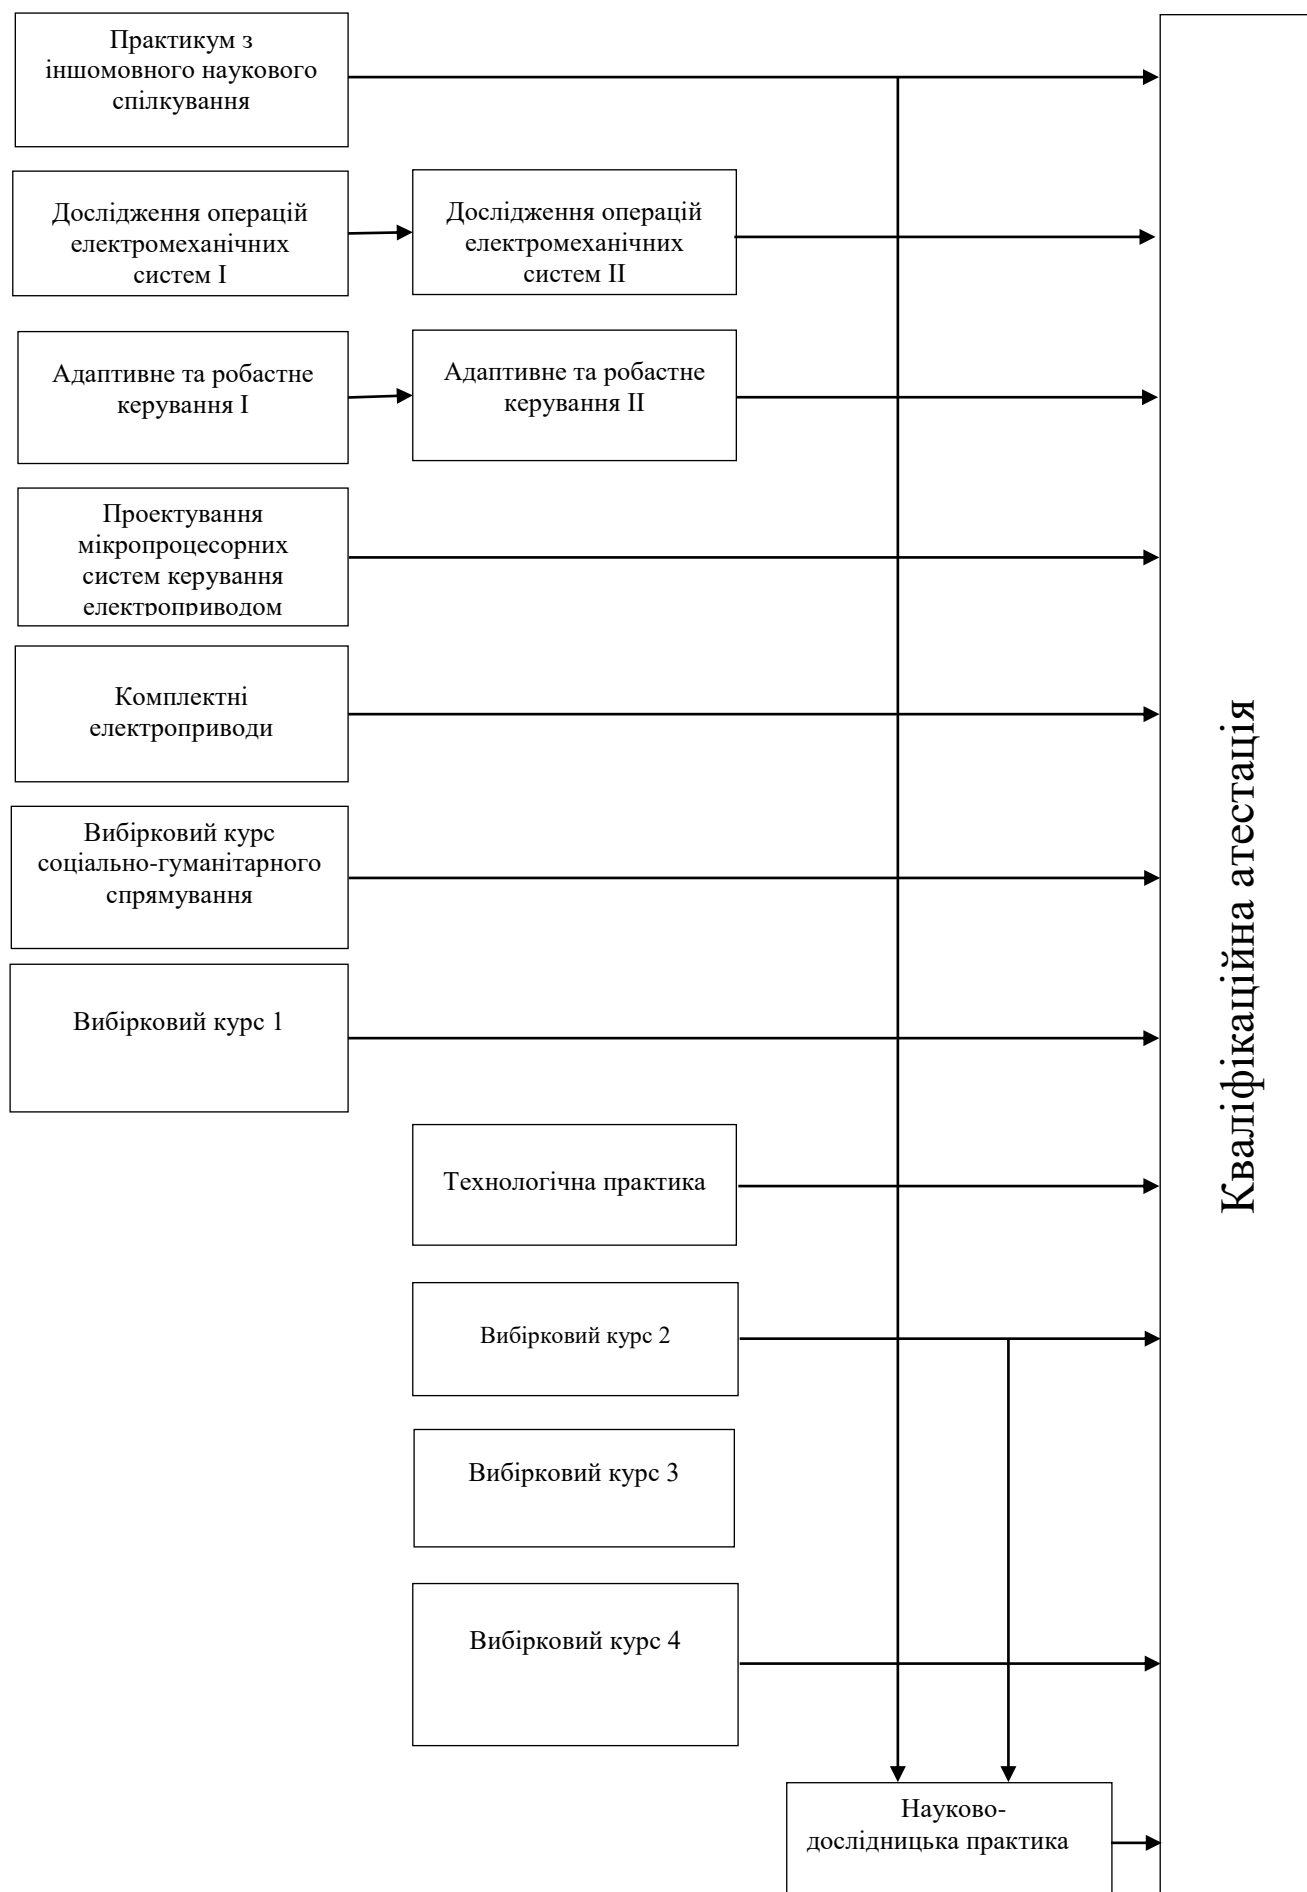 Практикум з
іншомовного наукового
спілкування
Дослідження операцій
електромеханічних
систем І
Дослідження операцій
електромеханічних
систем ІІ
Адаптивне та робастне
керування І
Адаптивне та робастне
керування ІІ
Проектування
мікропроцесорних
систем керування
електроприводом
Комплектні
електроприводи
Вибірковий курс
соціально-гуманітарного
спрямування
Вибірковий курс 1
Технологічна практика
Вибірковий курс 2
Вибірковий курс 3
Вибірковий курс 4
Науково-
дослідницька практика
Кваліфікаційна атестація